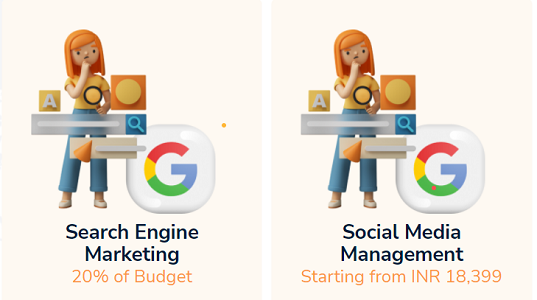 A
Search Engine
Marketing
20% of Budget
A
Social Media
Management
Starting from INR 18,399